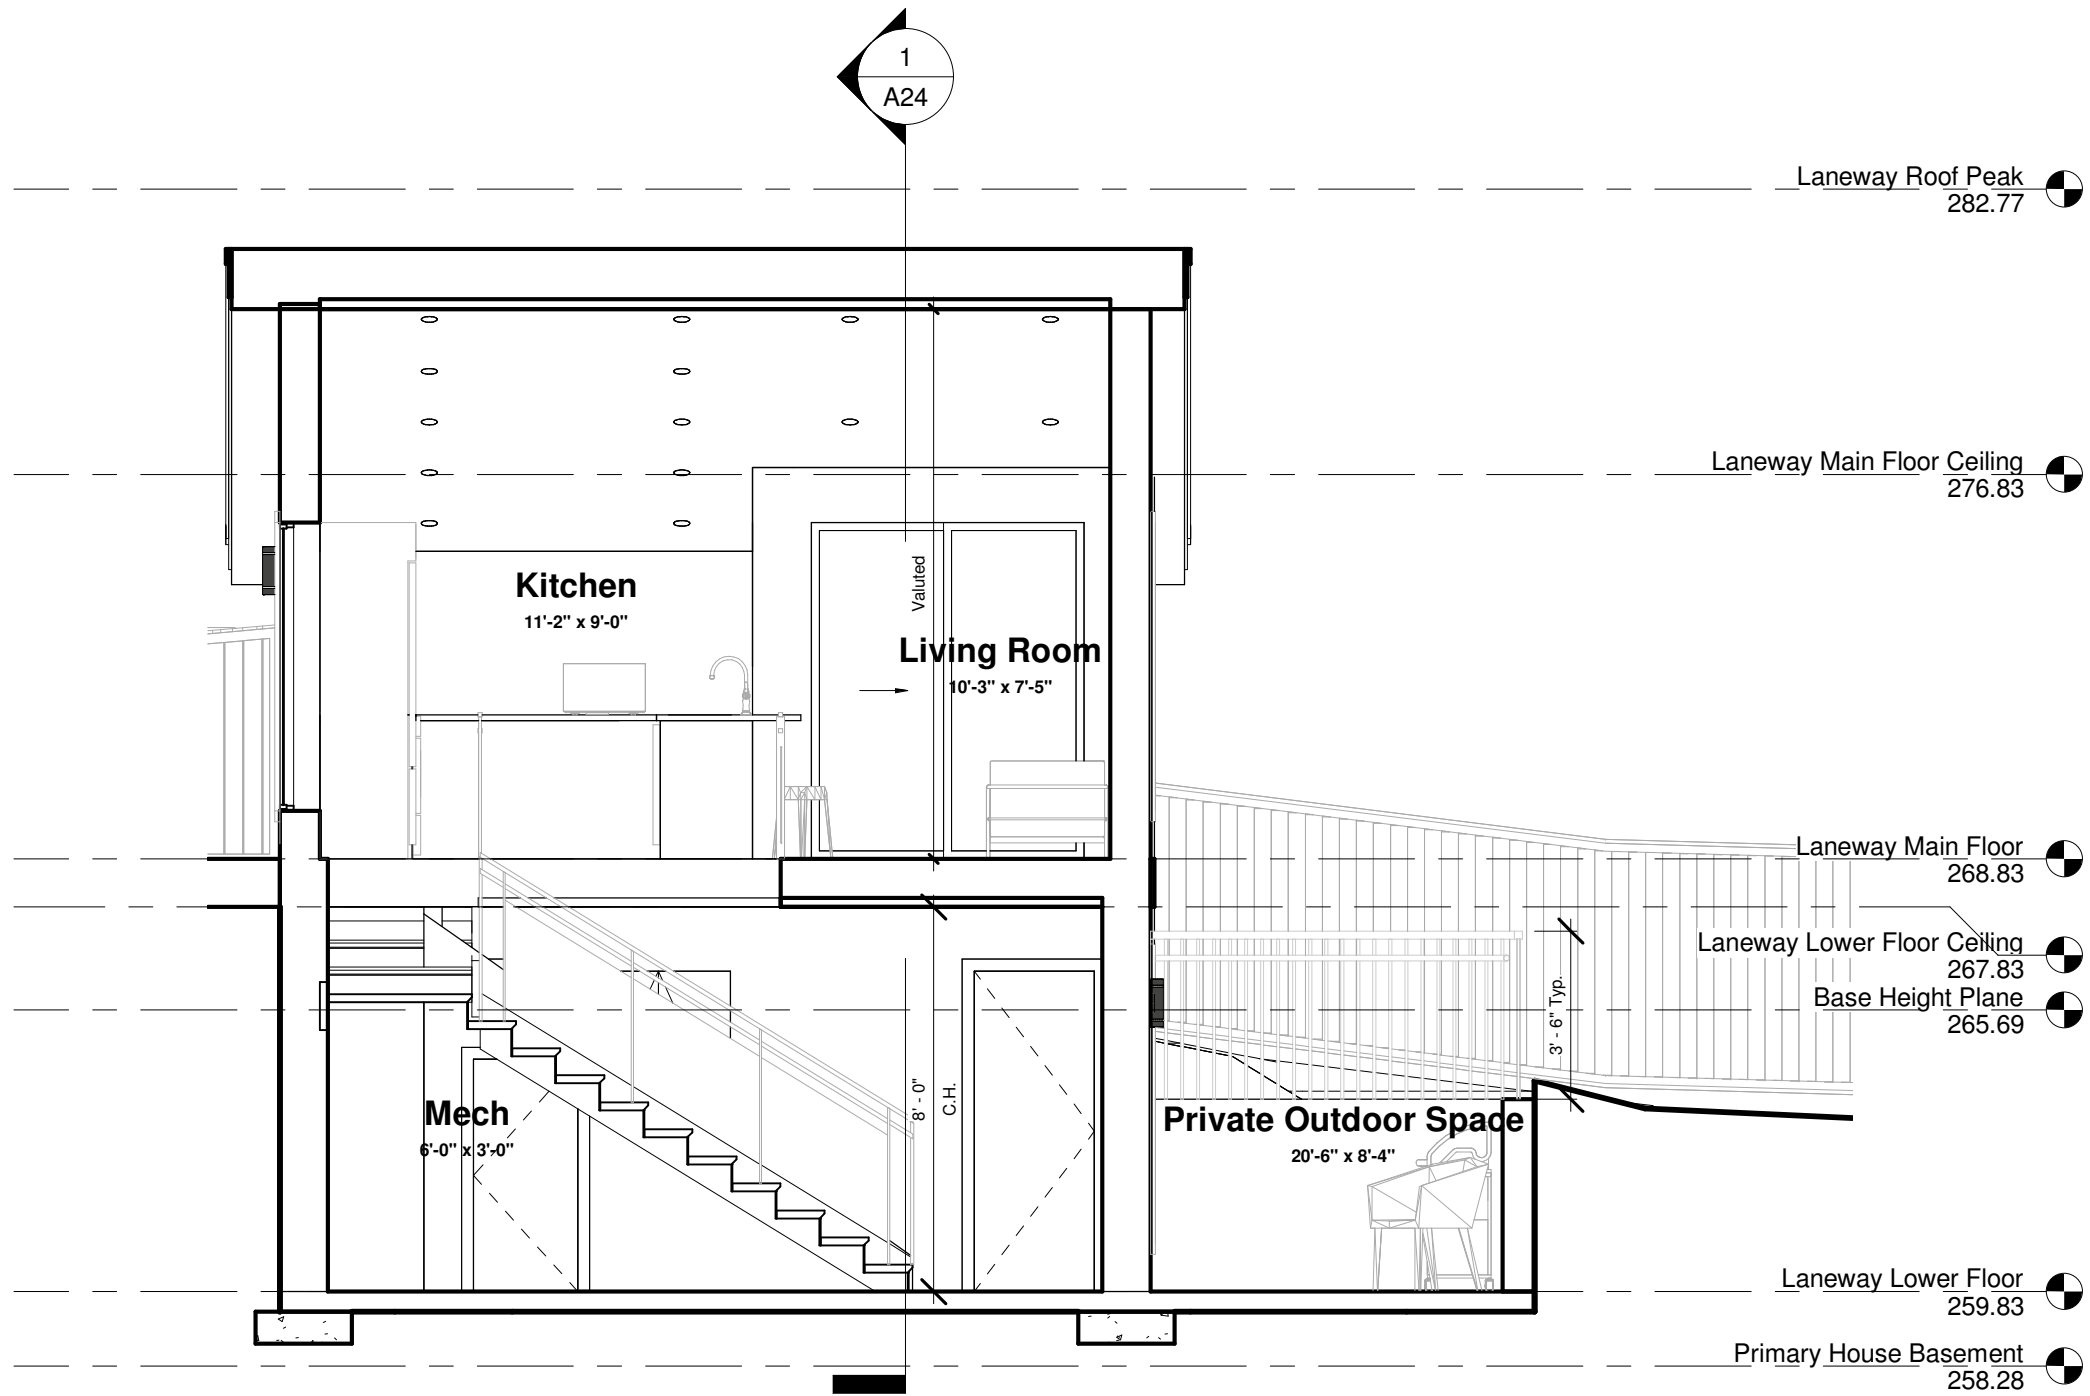 1
A24
Laneway Roof Peak
282.77
Laneway Main Floor Ceiling
276.83
Kitchen
11'-2" x 9'-0"
Valuted
Living Room
10'-3" x 7'-5"
Laneway Main Floor
268.83
Laneway Lower Floor Ceiling
267.83
Base Height Plane
265.69
3' - 6" Typ.
8' - 0"
C.H.
Mech
6'-0" x 3'-0"
Private Outdoor Space
20'-6" x 8'-4"
Laneway Lower Floor
259.83
Primary House Basement
258.28